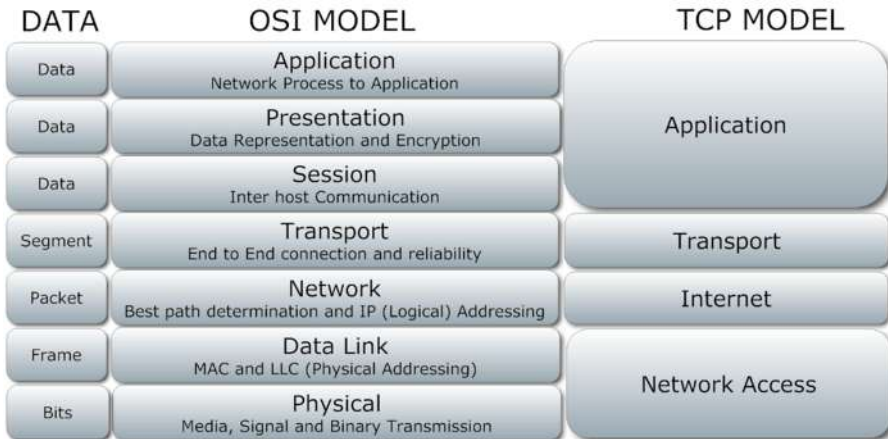 DATA OSI MODEL TCP MODEL
Data
Application
Network Process to Application
Data
Presentation
Data Representation and Encryption
Data
Session
Inter host Communication
Application
Segment
Transport
End to End connection and reliability
Transport
Packet
Network
Best path determination and IP (Logical) Addressing
Internet
Frame
Data Link
MAC and LLC (Physical Addressing)
Bits
Physical
Media, Signal and Binary Transmission
Network Access